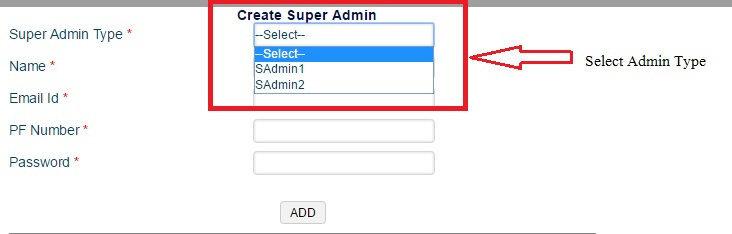 Create Super Admin
Super Admin Type * --Select--
--Select--
Name * SAdmin1
SAdmin2
Select Admin Type
Email Id *
PF Number *
Password *
ADD